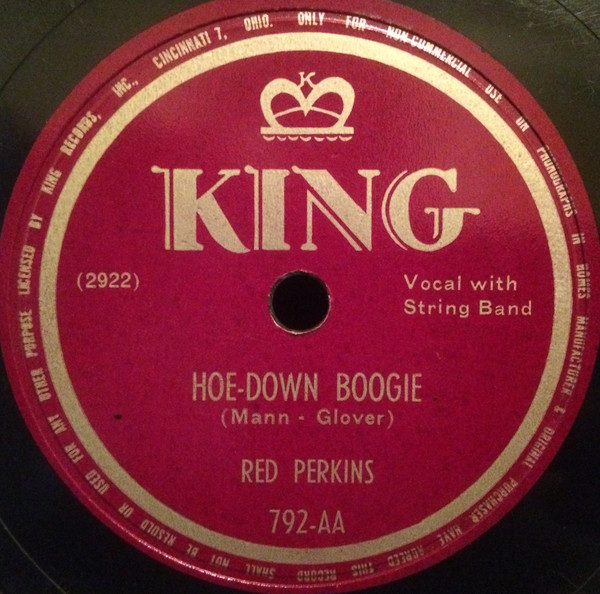 K
KING
(2922)
Vocal with
String Band
HOE-DOWN BOOGIE
(Mann - Glover)
RED PERKINS
792-AA
LICENSED BY KING RECORDS, INC., CINCINNATI 7, OHIO. ONLY FOR NON-COMMERCIAL USE ON PHONOGRAPHS IN HOMES. MANUFACTURER & ORIGINAL PURCHASER HAVE AGREED THIS RECORD SHALL NOT BE RESOLD OR USED FOR ANY OTHER PURPOSE